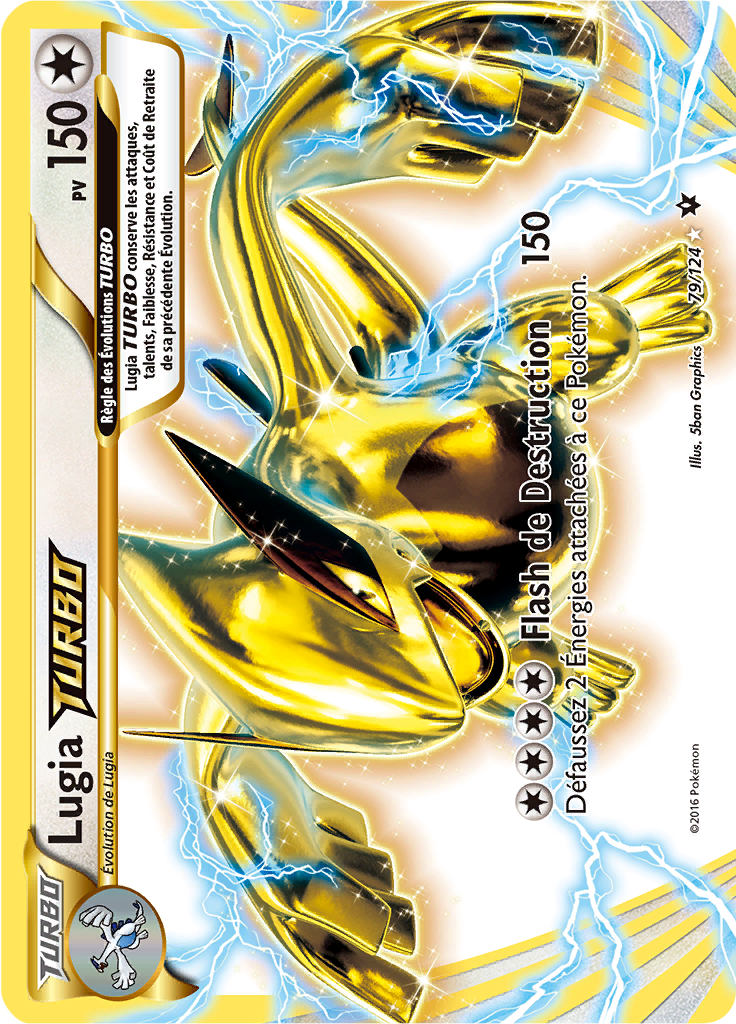 TURBO
Lugia TURBO
PV 150
Évolution de Lugia
Règle des Évolutions TURBO
Lugia TURBO conserve les attaques,
talents, Faiblesse, Résistance et Coût de Retraite
de sa précédente Évolution.
Flash de Destruction 150
Défaussez 2 Énergies attachées à ce Pokémon.
©2016 Pokémon
Illus. 5ban Graphics 79/124